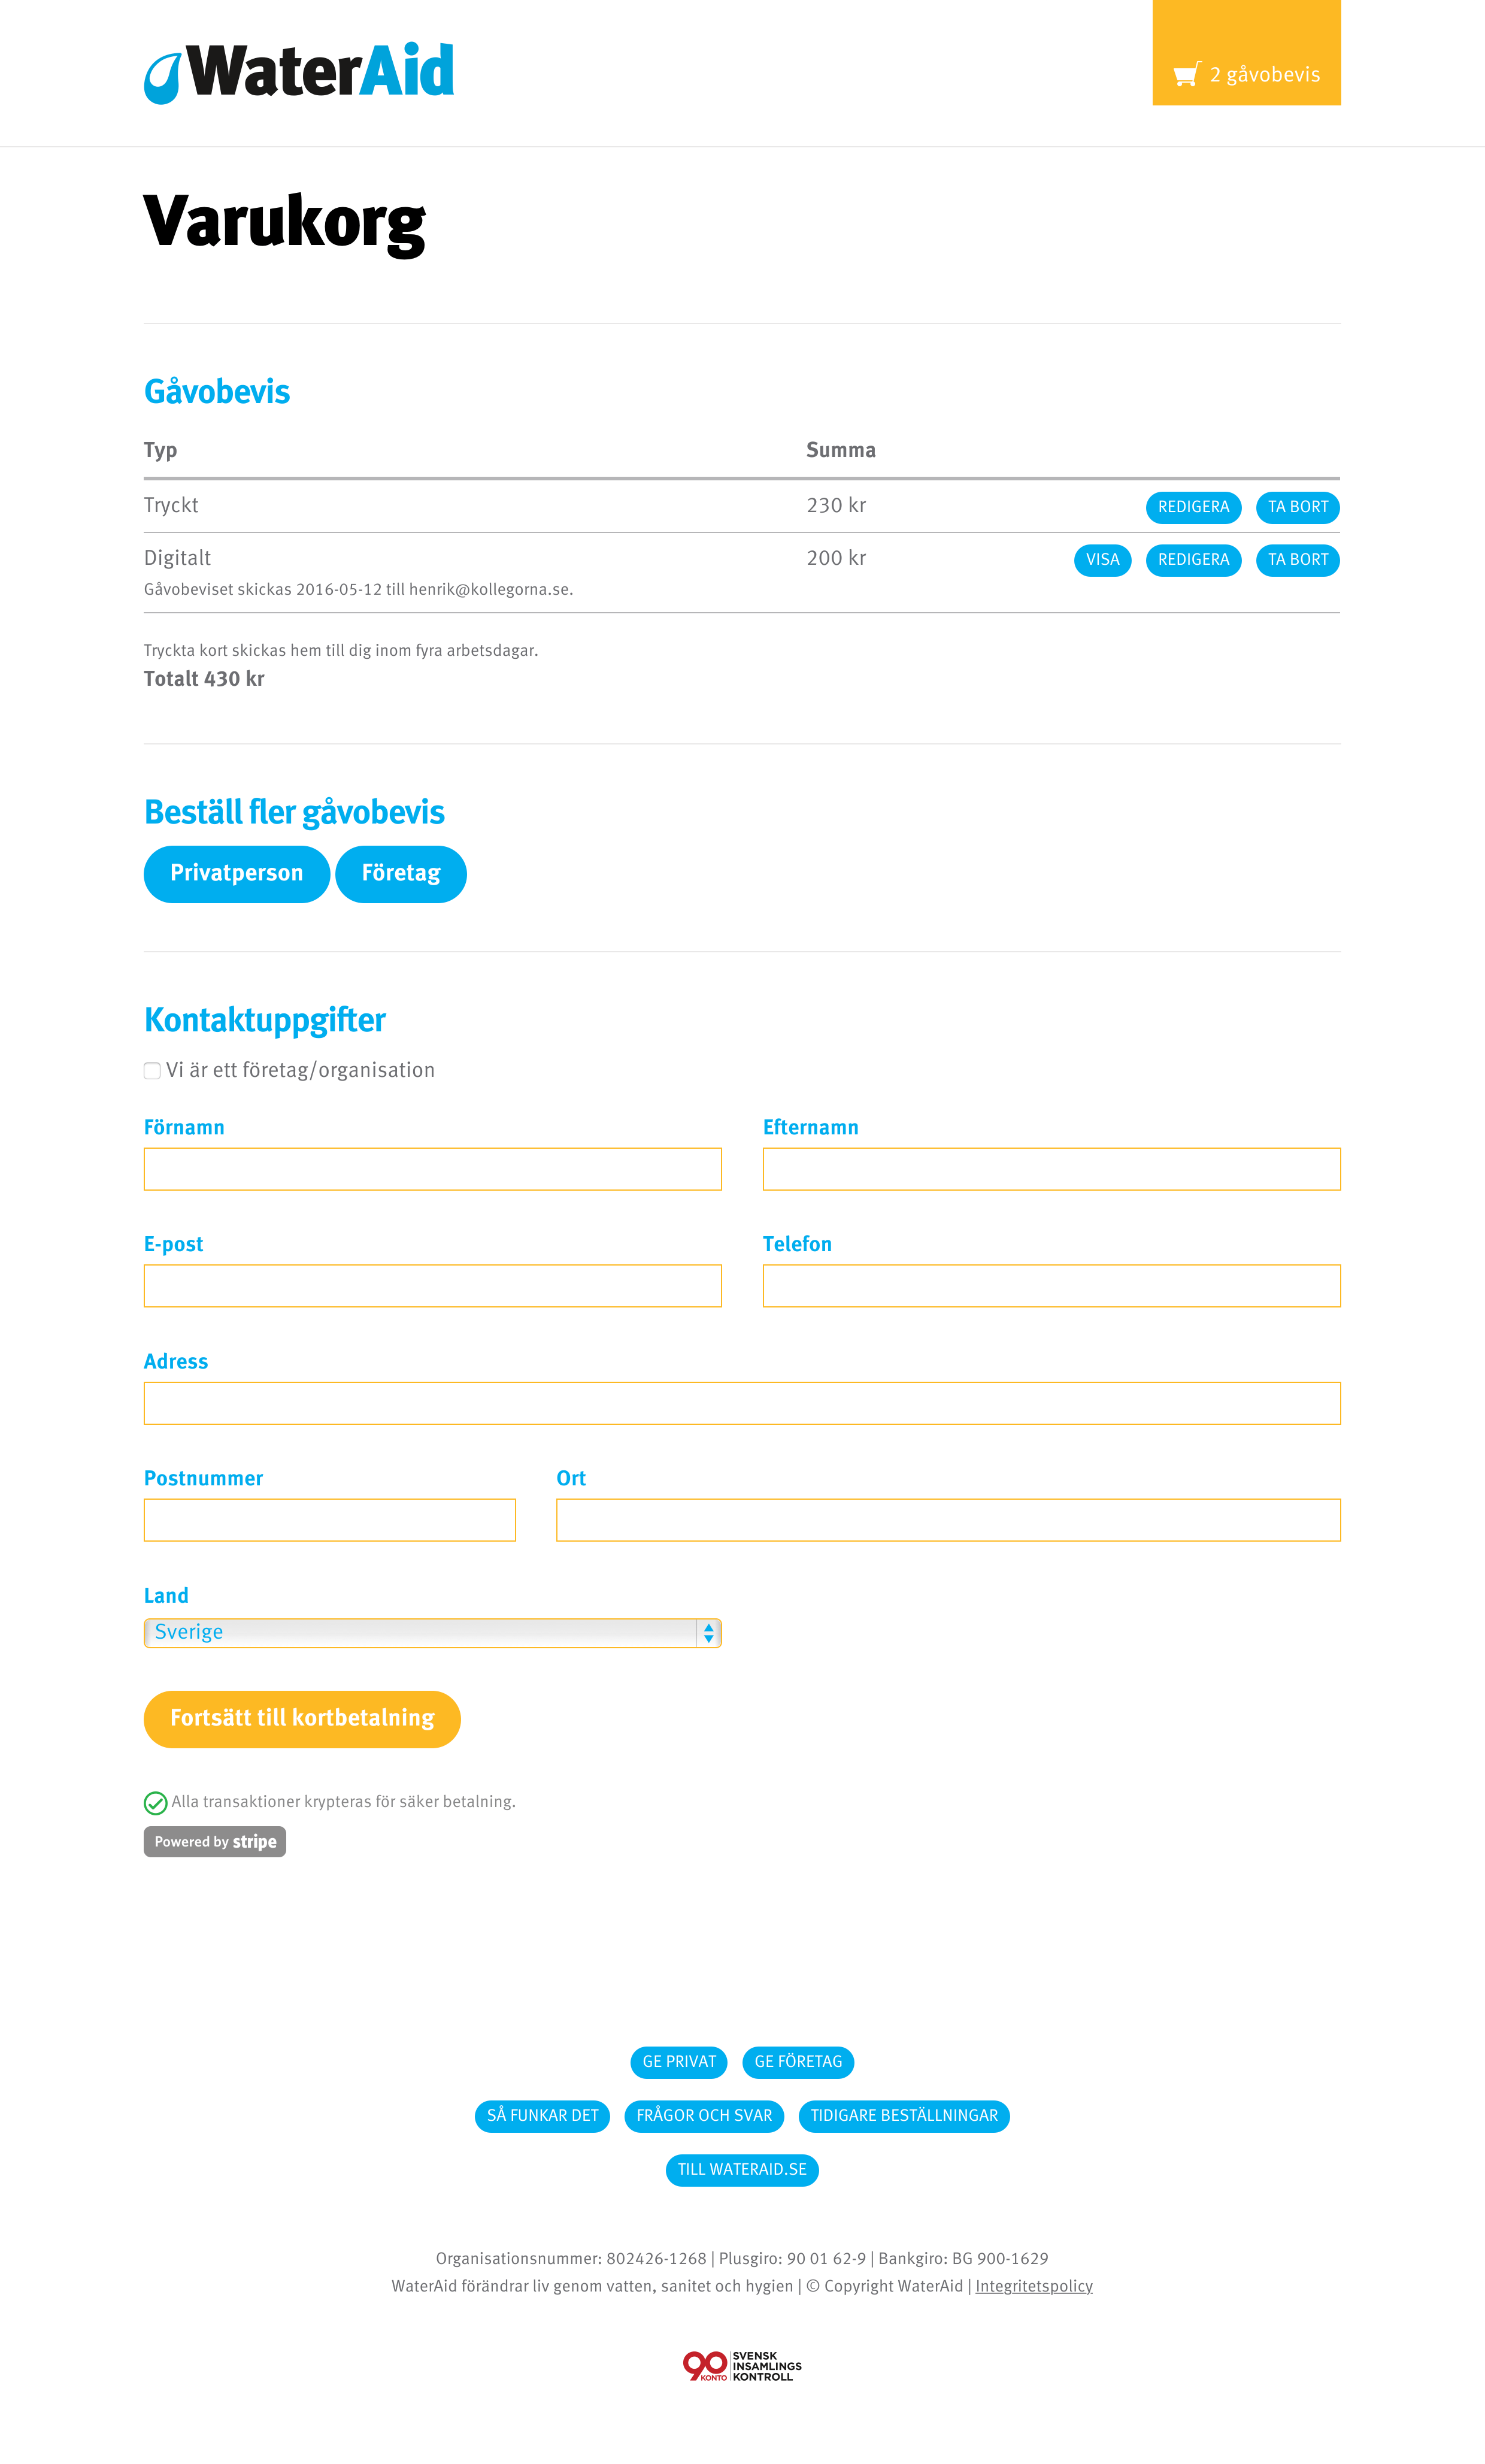 WaterAid
2 gåvobevis
Varukorg
Gåvobevis
Typ Summa
Tryckt 230 kr REDIGERA TA BORT
Digitalt 200 kr VISA REDIGERA TA BORT
Gåvobeviset skickas 2016-05-12 till henrik@kollegorna.se.
Tryckta kort skickas hem till dig inom fyra arbetsdagar.
Totalt 430 kr
Beställ fler gåvobevis
Privatperson Företag
Kontaktuppgifter
Vi är ett företag/organisation
Förnamn Efternamn
E-post Telefon
Adress
Postnummer Ort
Land
Sverige
Fortsätt till kortbetalning
Alla transaktioner krypteras för säker betalning.
Powered by stripe
GE PRIVAT GE FÖRETAG
SÅ FUNKAR DET FRÅGOR OCH SVAR TIDIGARE BESTÄLLNINGAR
TILL WATERAID.SE
Organisationsnummer: 802426-1268 | Plusgiro: 90 01 62-9 | Bankgiro: BG 900-1629
WaterAid förändrar liv genom vatten, sanitet och hygien | © Copyright WaterAid | Integritetspolicy
90 KONTO
SVENSK
INSAMLINGS
KONTROLL